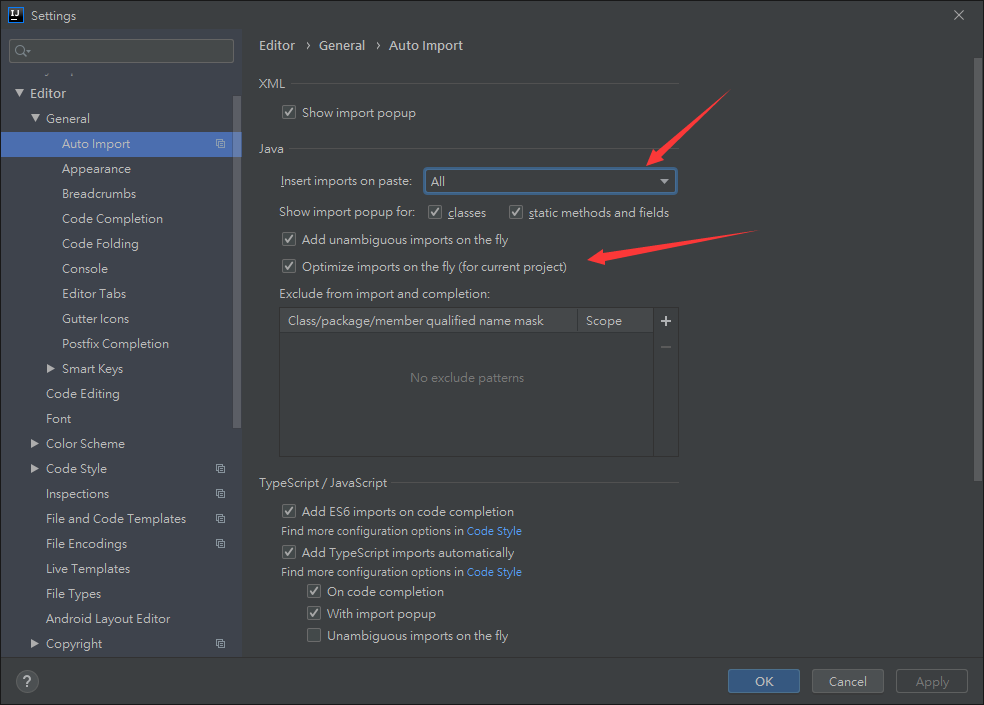 Settings
Editor
General
Auto Import
Appearance
Breadcrumbs
Code Completion
Code Folding
Console
Editor Tabs
Gutter Icons
Postfix Completion
Smart Keys
Code Editing
Font
Color Scheme
Code Style
Inspections
File and Code Templates
File Encodings
Live Templates
File Types
Android Layout Editor
Copyright
Editor › General › Auto Import
XML
Show import popup
Java
Insert imports on paste: All
Show import popup for: classes static methods and fields
Add unambiguous imports on the fly
Optimize imports on the fly (for current project)
Exclude from import and completion:
Class/package/member qualified name mask Scope
No exclude patterns
TypeScript / JavaScript
Add ES6 imports on code completion
Find more configuration options in Code Style
Add TypeScript imports automatically
Find more configuration options in Code Style
On code completion
With import popup
Unambiguous imports on the fly
? OK Cancel Apply